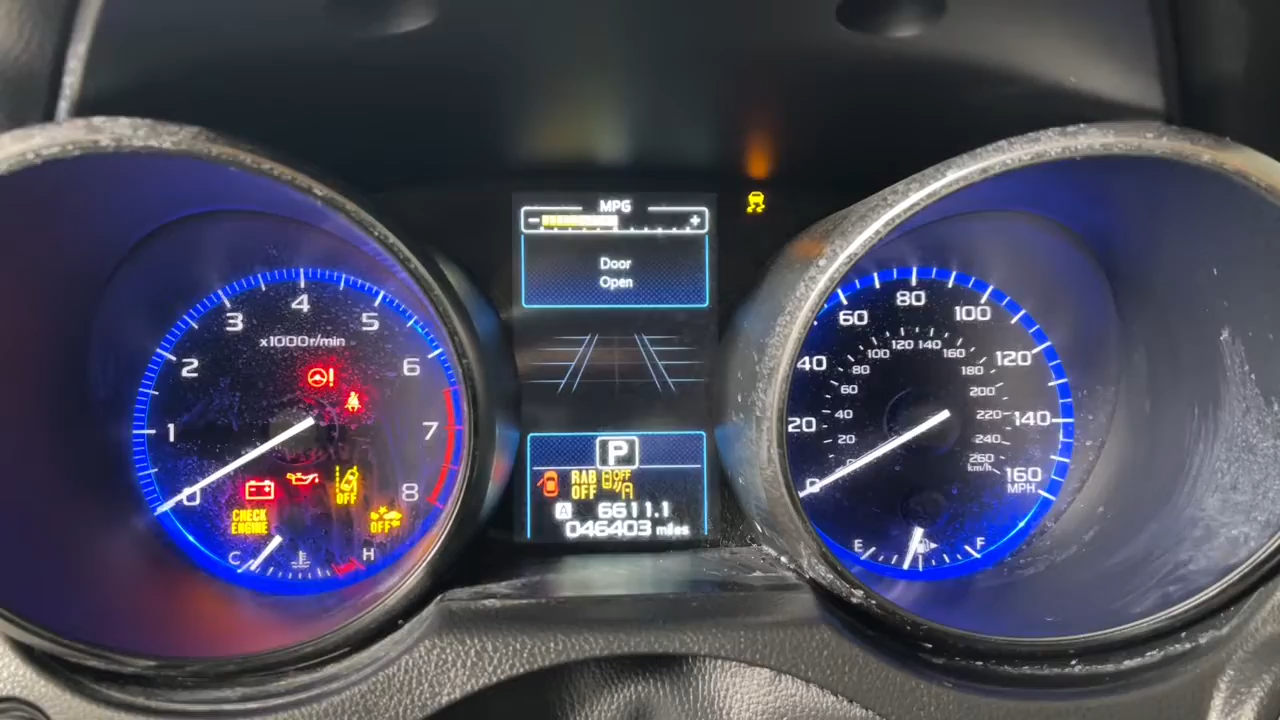 4
3
5
x1000r/min
2
6
1
7
0
8
CHECK
ENGINE
OFF
OFF
C
H
MPG
- +
Door
Open
P
RAB
OFF
OFF
A 6611.1
046403 miles
80
60
100
120 140
100
160
40
80
180
120
60
200
20
40
220
140
20
240
0
260
km/h
0
160
MPH
E
F